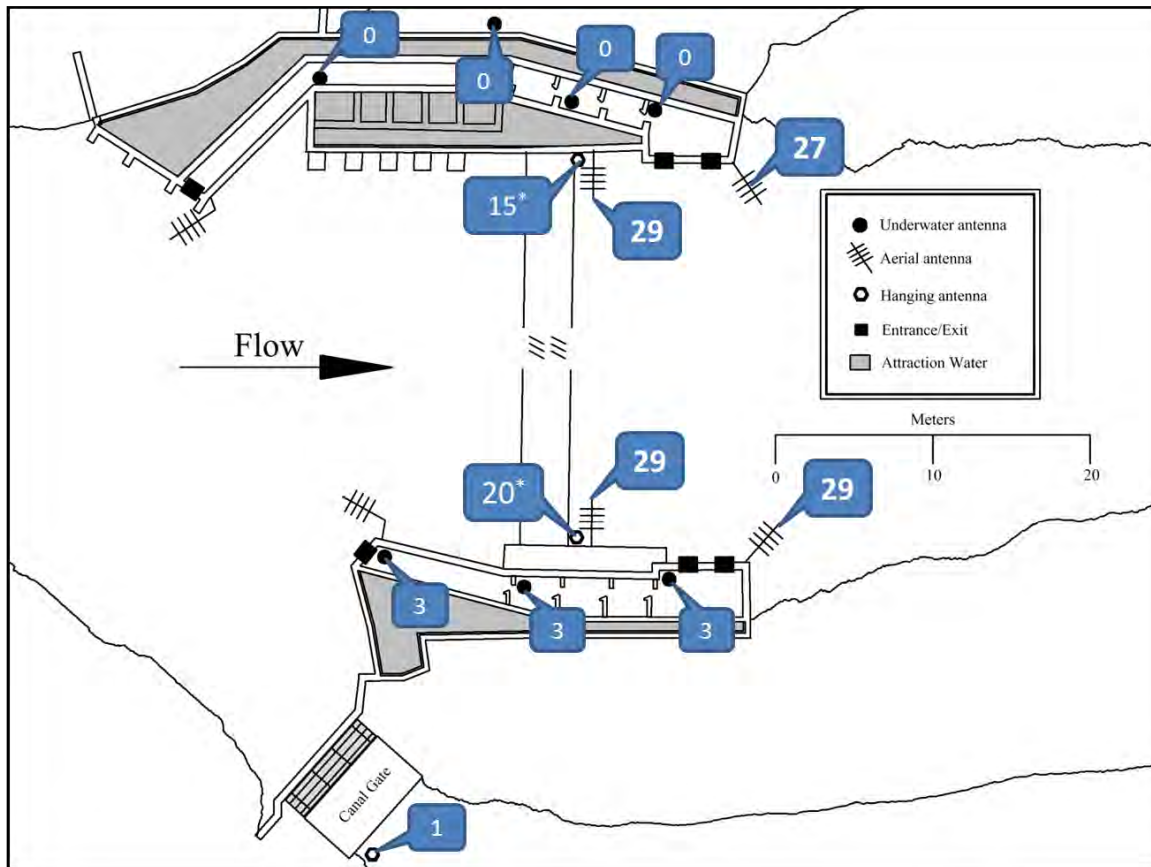 0
0
0
0
27
15*
29
Underwater antenna
Aerial antenna
Hanging antenna
Entrance/Exit
Attraction Water
Flow
Meters
0
10
20
29
20*
29
3
3
3
Canal Gate
1